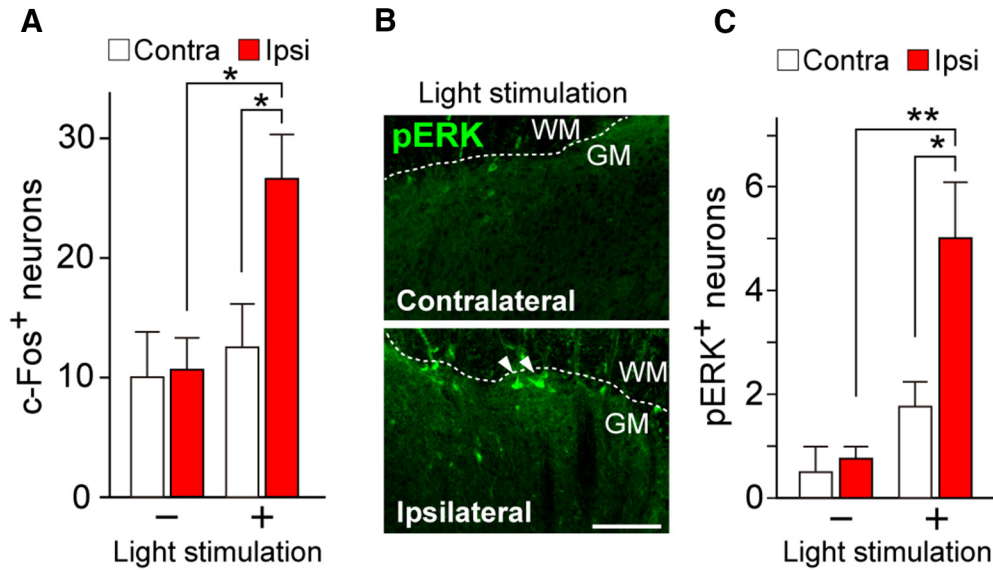 A
Contra Ipsi
*
*
30
20
10
0
c-Fos+ neurons
− +
Light stimulation
B
Light stimulation
pERK
WM
GM
Contralateral
WM
GM
Ipsilateral
C
Contra Ipsi
**
*
6
4
2
0
pERK+ neurons
− +
Light stimulation